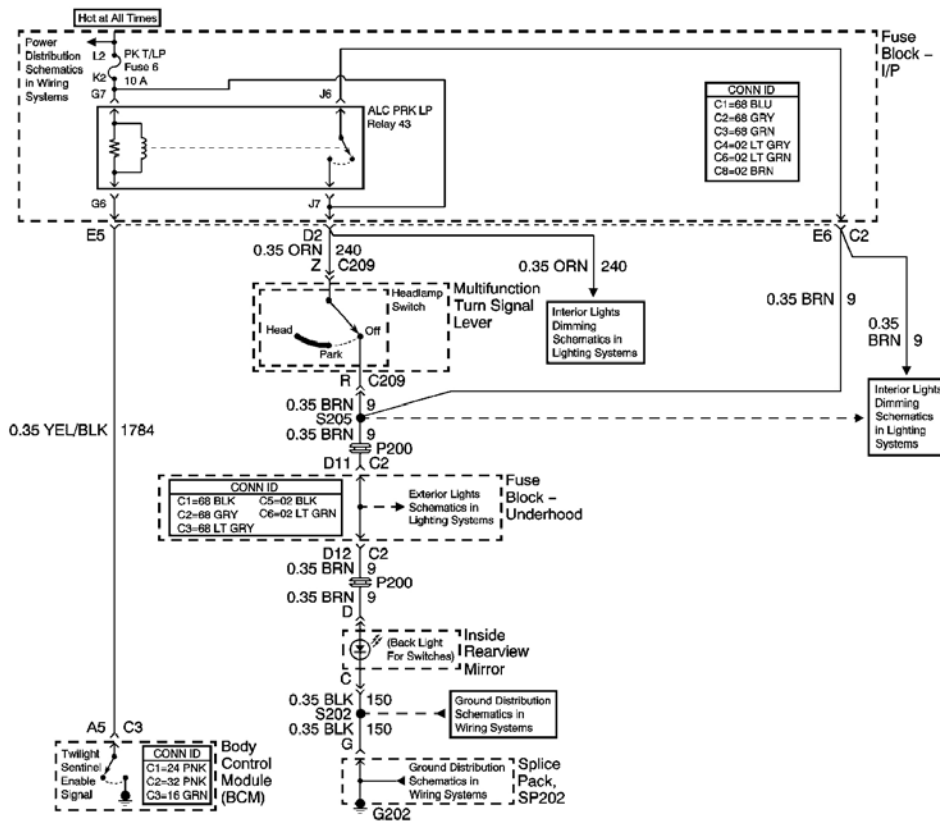 Hot at All Times
Power
Distribution
Schematics
in Wiring
Systems
L2
PK T/LP
Fuse 6
K2
10 A
G7
J6
ALC PRK LP
Relay 43
Fuse
Block –
I/P
CONN ID
C1=68 BLU
C2=68 GRY
C3=68 GRN
C4=02 LT GRY
C6=02 LT GRN
C8=02 BRN
G6
J7
E5
D2
E6 C2
0.35 ORN 240
Z C209
0.35 ORN 240
0.35 BRN 9
0.35
BRN 9
Headlamp
Switch
Multifunction
Turn Signal
Lever
Head
Off
Park
Interior Lights
Dimming
Schematics in
Lighting Systems
R C209
0.35 BRN 9
S205
0.35 BRN 9
P200
Interior Lights
Dimming
Schematics
in Lighting
Systems
0.35 YEL/BLK 1784
D11 C2
CONN ID
C1=68 BLK C5=02 BLK
C2=68 GRY C6=02 LT GRN
C3=68 LT GRY
Exterior Lights
Schematics in
Lighting Systems
Fuse
Block –
Underhood
D12 C2
0.35 BRN 9
P200
0.35 BRN 9
D
(Back Light
For Switches)
Inside
Rearview
Mirror
C
0.35 BLK 150
S202
0.35 BLK 150
Ground Distribution
Schematics in
Wiring Systems
G
A5 C3
Twilight
Sentinel
Enable
Signal
CONN ID
C1=24 PNK
C2=32 PNK
C3=16 GRN
Body
Control
Module
(BCM)
Ground Distribution
Schematics in
Wiring Systems
Splice
Pack,
SP202
G202